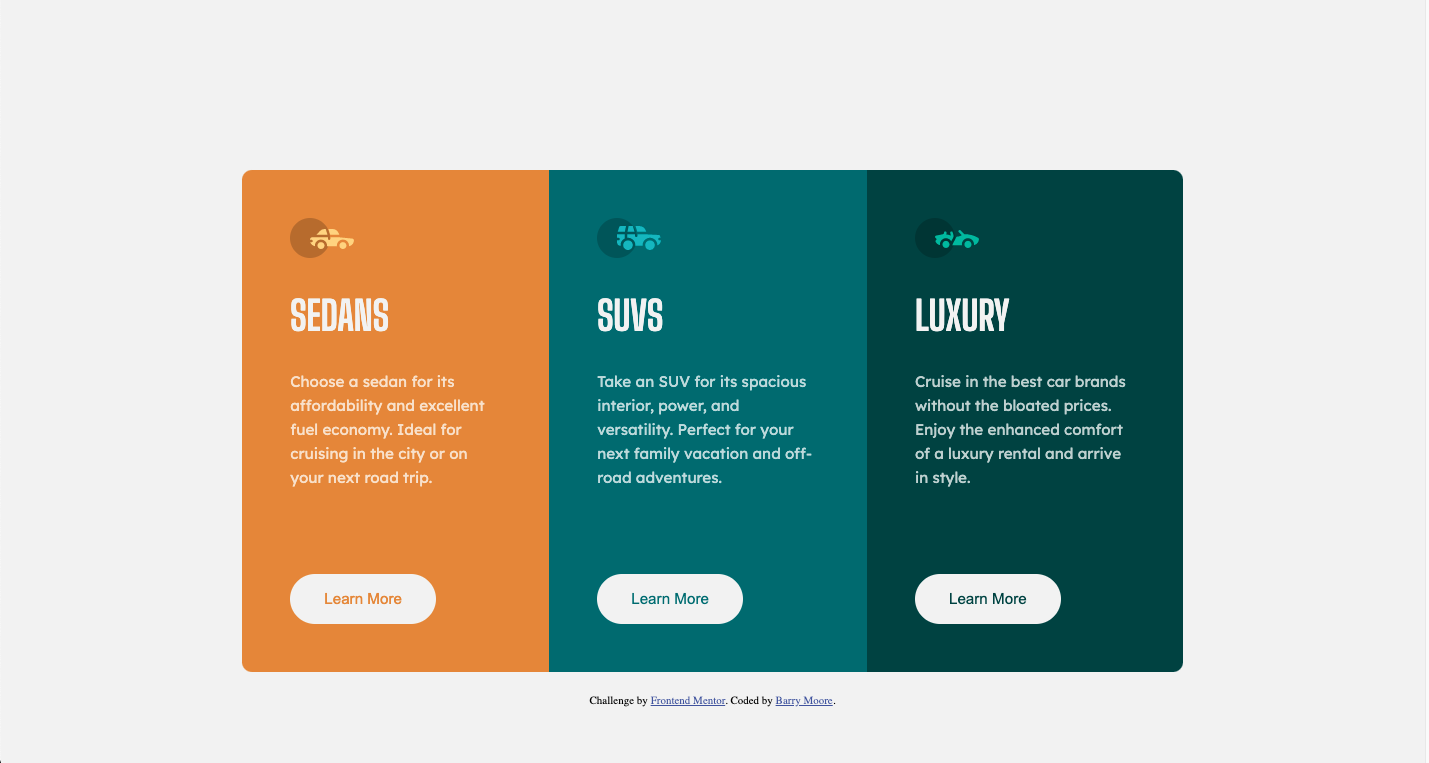 SEDANS
Choose a sedan for its
affordability and excellent
fuel economy. Ideal for
cruising in the city or on
your next road trip.
Learn More
SUVS
Take an SUV for its spacious
interior, power, and
versatility. Perfect for your
next family vacation and off-
road adventures.
Learn More
LUXURY
Cruise in the best car brands
without the bloated prices.
Enjoy the enhanced comfort
of a luxury rental and arrive
in style.
Learn More
Challenge by Frontend Mentor. Coded by Barry Moore.